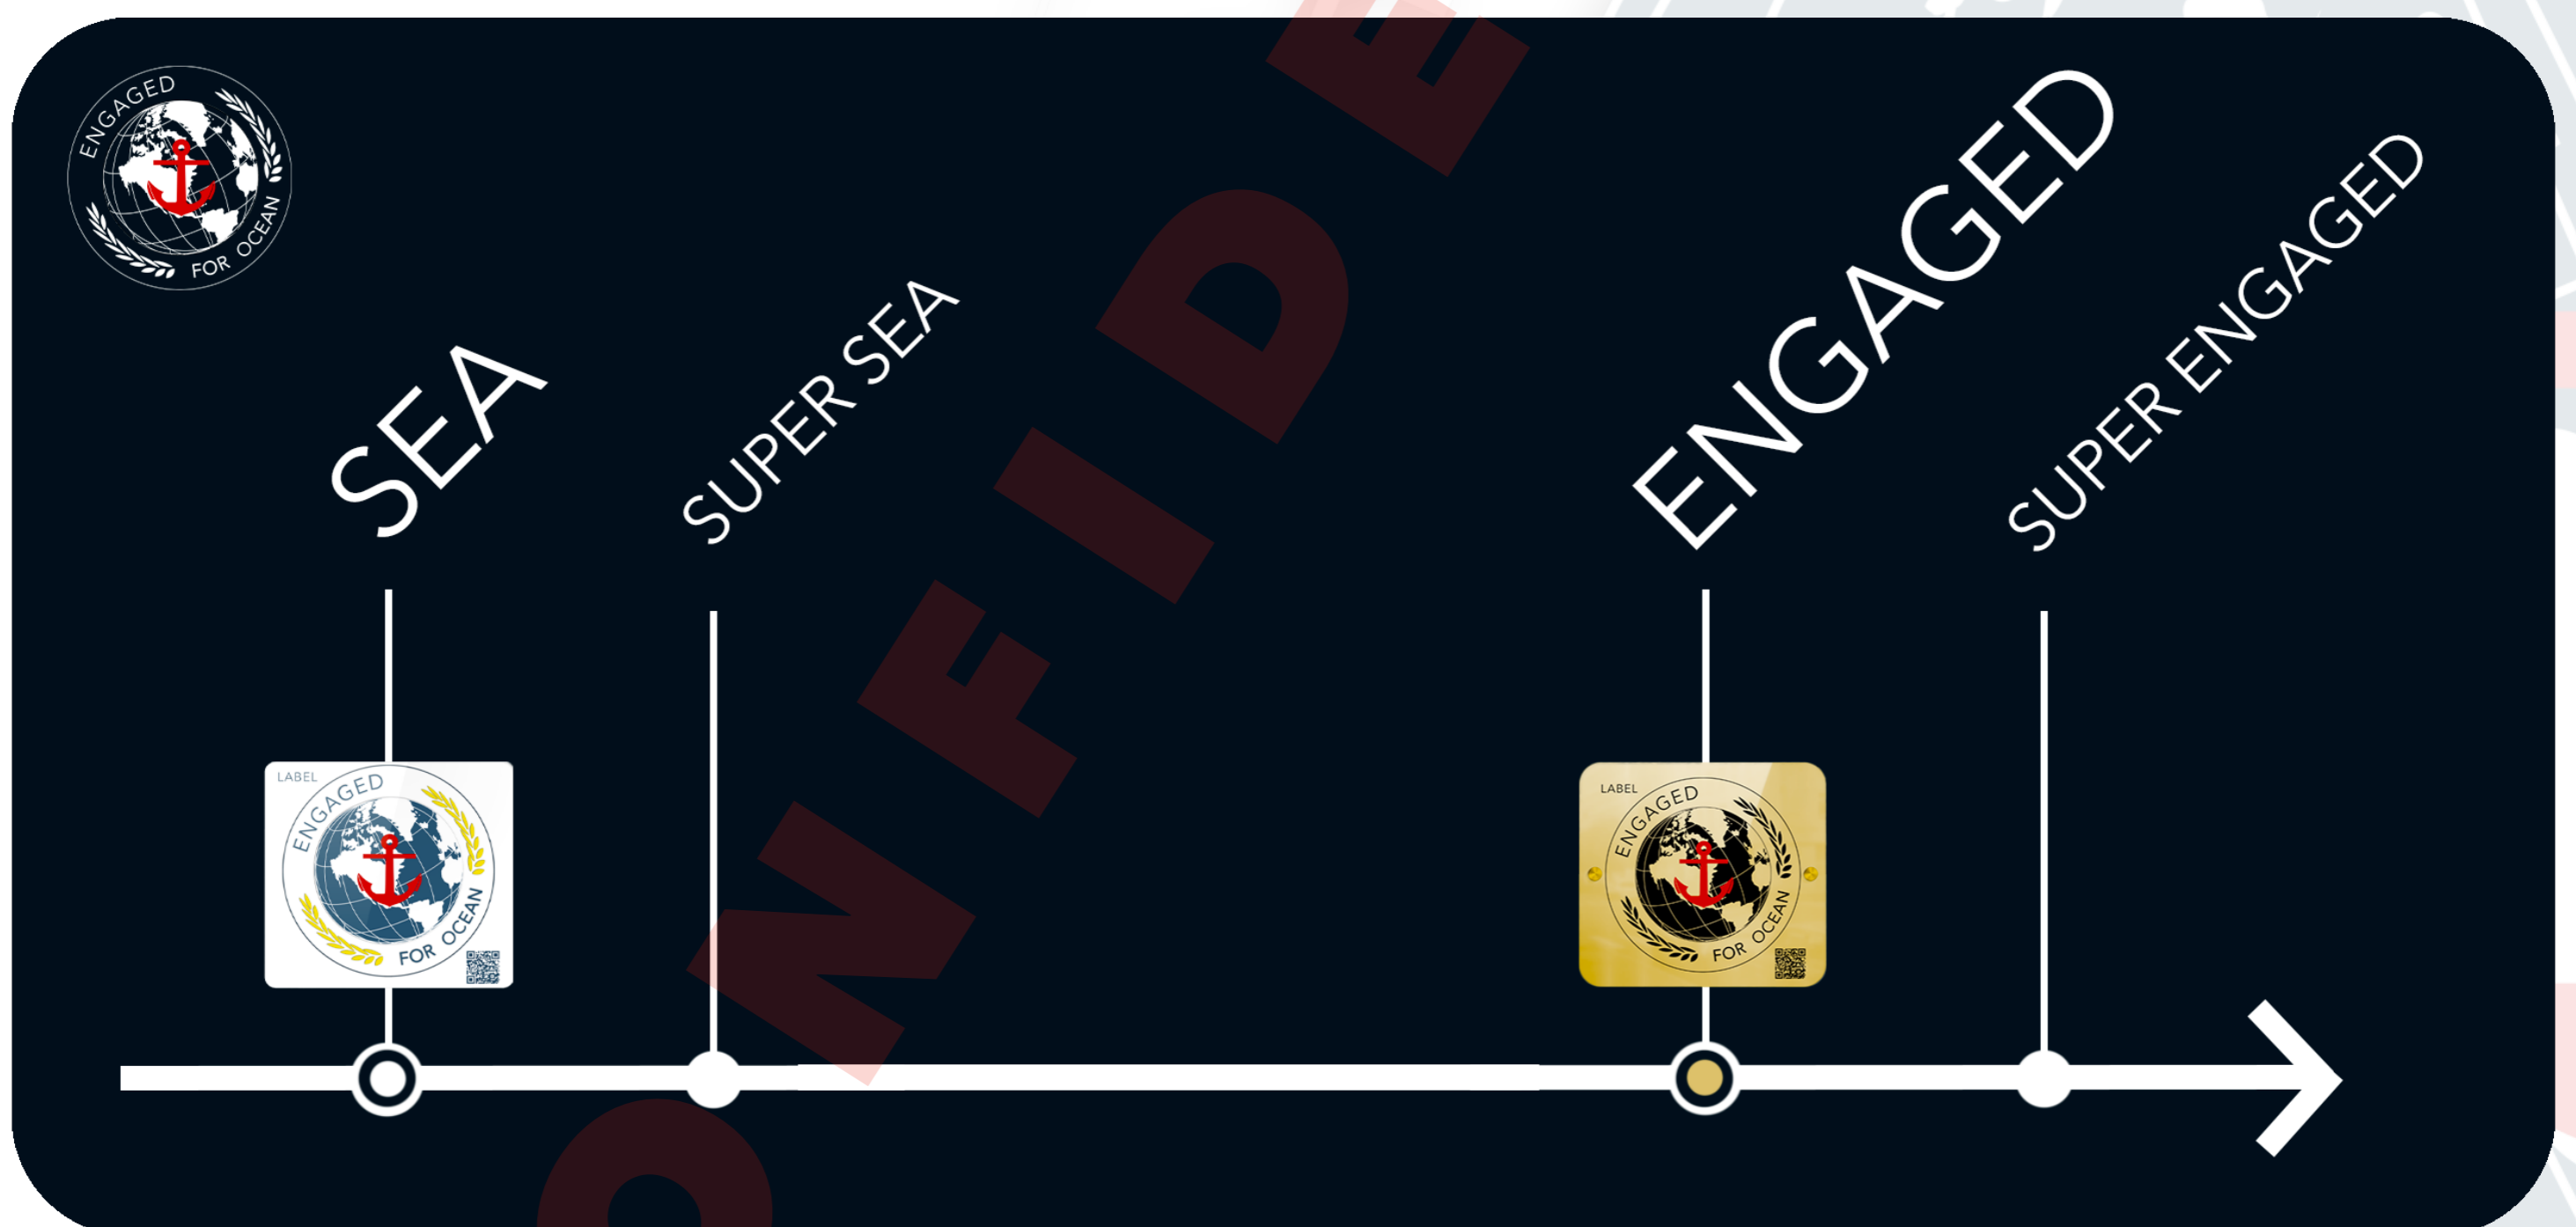 ENGAGED
FOR OCEAN
SEA
SUPER SEA
ENGAGED
SUPER ENGAGED
LABEL
ENGAGED
FOR OCEAN
LABEL
ENGAGED
FOR OCEAN
ONFIDE